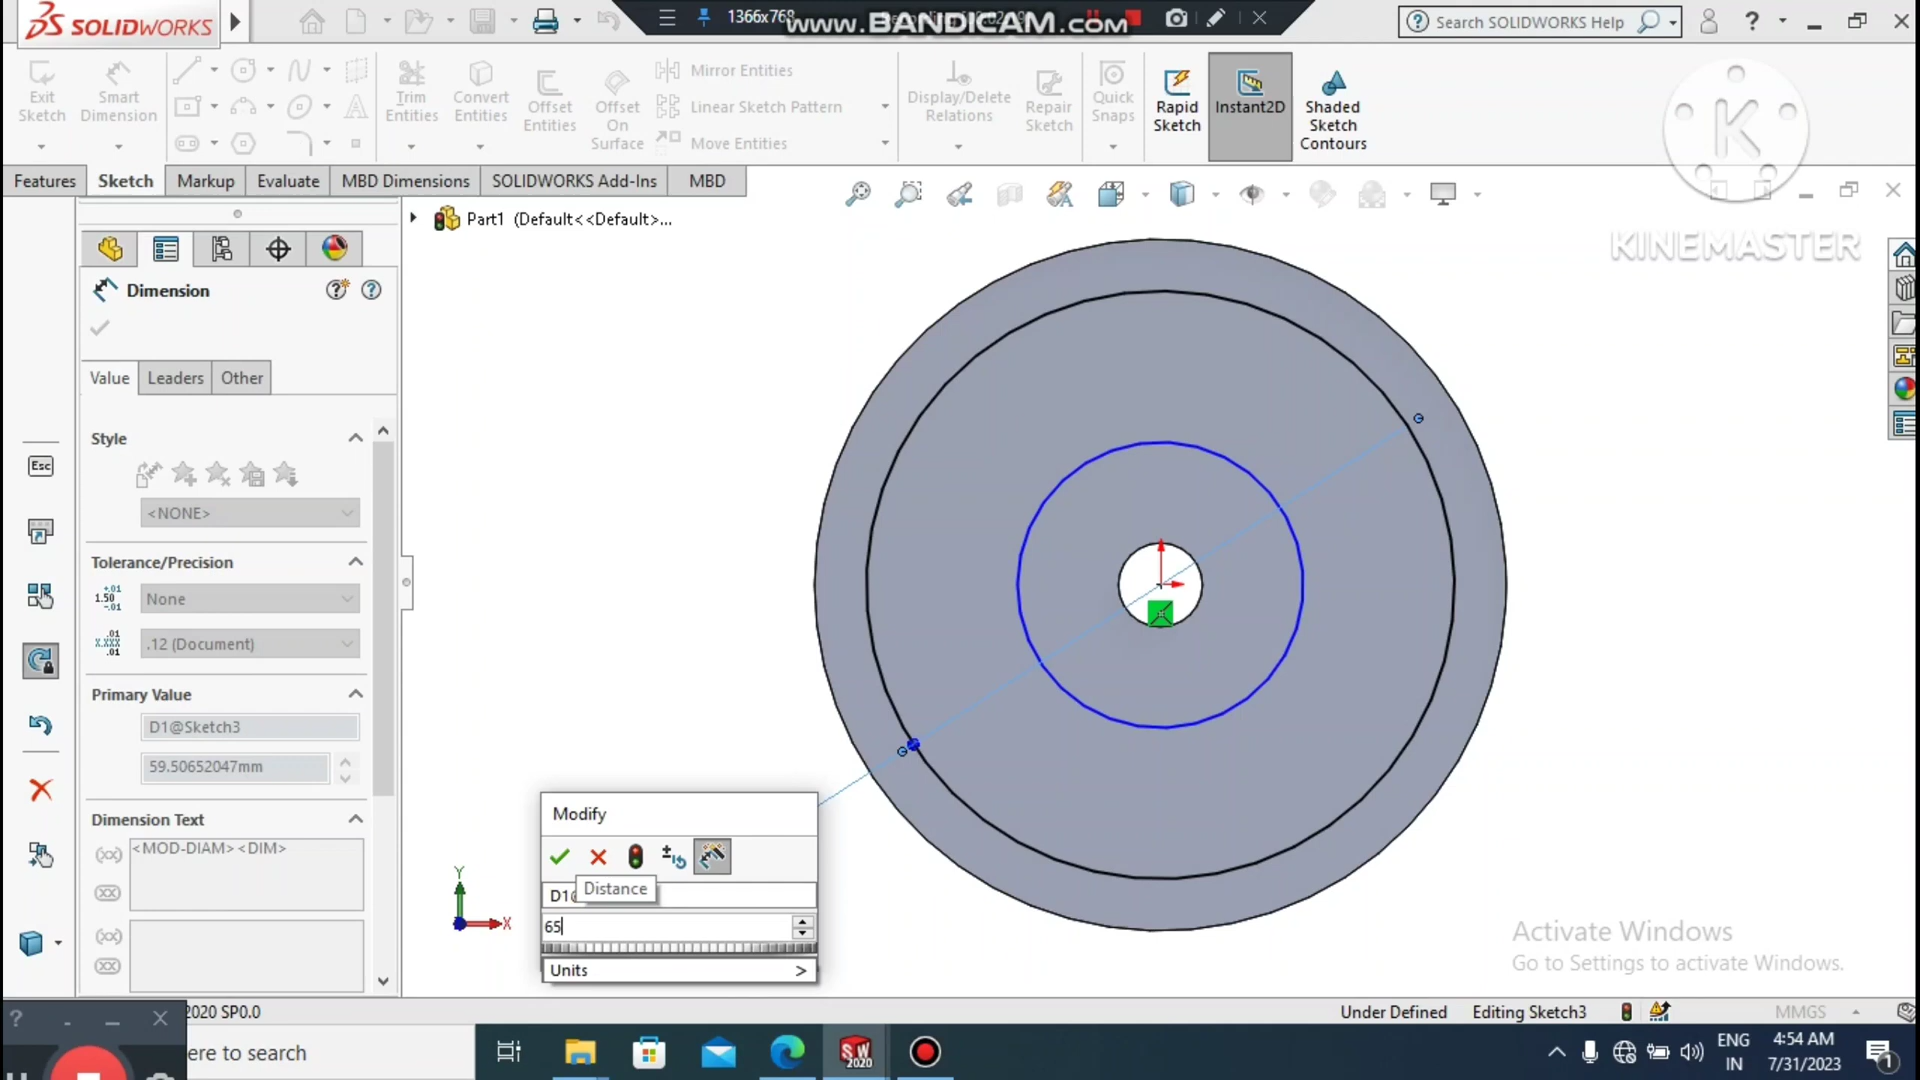 SOLIDWORKS
1366x768
www.BANDICAM.com
Search SOLIDWORKS Help
Exit Sketch
Smart Dimension
Trim Entities
Convert Entities
Offset Entities
Offset On Surface
Mirror Entities
Linear Sketch Pattern
Move Entities
Display/Delete Relations
Repair Sketch
Quick Snaps
Rapid Sketch
Instant2D
Shaded Sketch Contours
K
KINEMASTER
Features
Sketch
Markup
Evaluate
MBD Dimensions
SOLIDWORKS Add-Ins
MBD
Part1 (Default<<Default>...
Dimension
Value
Leaders
Other
Esc
Style
<NONE>
Tolerance/Precision
None
.12 (Document)
Primary Value
D1@Sketch3
59.50652047mm
Dimension Text
<MOD-DIAM><DIM>
Y
X
Modify
Distance
D1@
65
Units
>
Activate Windows
Go to Settings to activate Windows.
2020 SP0.0
Under Defined
Editing Sketch3
MMGS
ere to search
SW
2020
ENG
IN
4:54 AM
7/31/2023
1